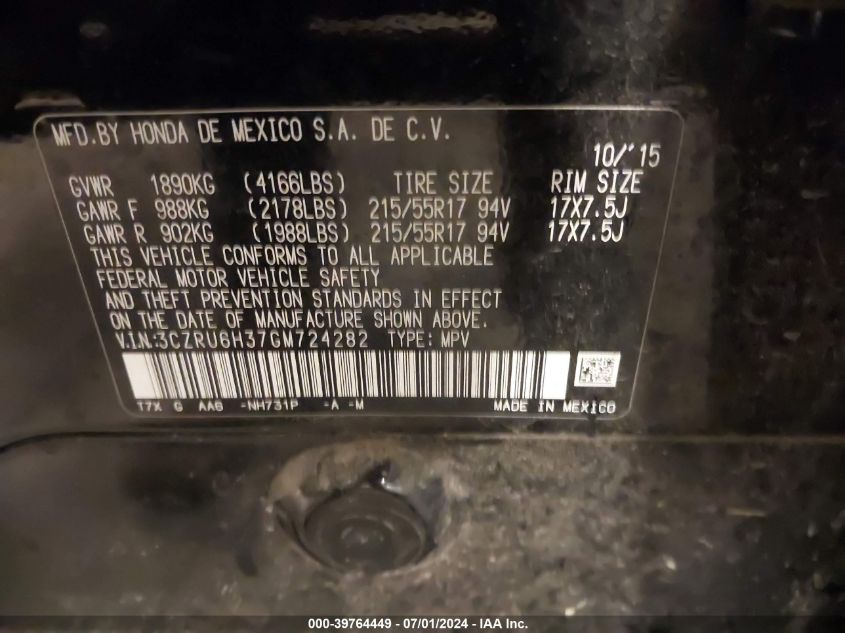 MFD.BY HONDA DE MEXICO S.A. DE C.V.
10/'15
GVWR 1890KG (4166LBS) TIRE SIZE RIM SIZE
GAWR F 988KG (2178LBS) 215/55R17 94V 17X7.5J
GAWR R 902KG (1988LBS) 215/55R17 94V 17X7.5J
THIS VEHICLE CONFORMS TO ALL APPLICABLE
FEDERAL MOTOR VEHICLE SAFETY
AND THEFT PREVENTION STANDARDS IN EFFECT
ON THE DATE OF MANUFACTURE SHOWN ABOVE.
V.I.N:3CZRU6H37GM724282 TYPE: MPV
T7X G AAG -NH731P -A -M MADE IN MEXICO
000-39764449 - 07/01/2024 - IAA Inc.